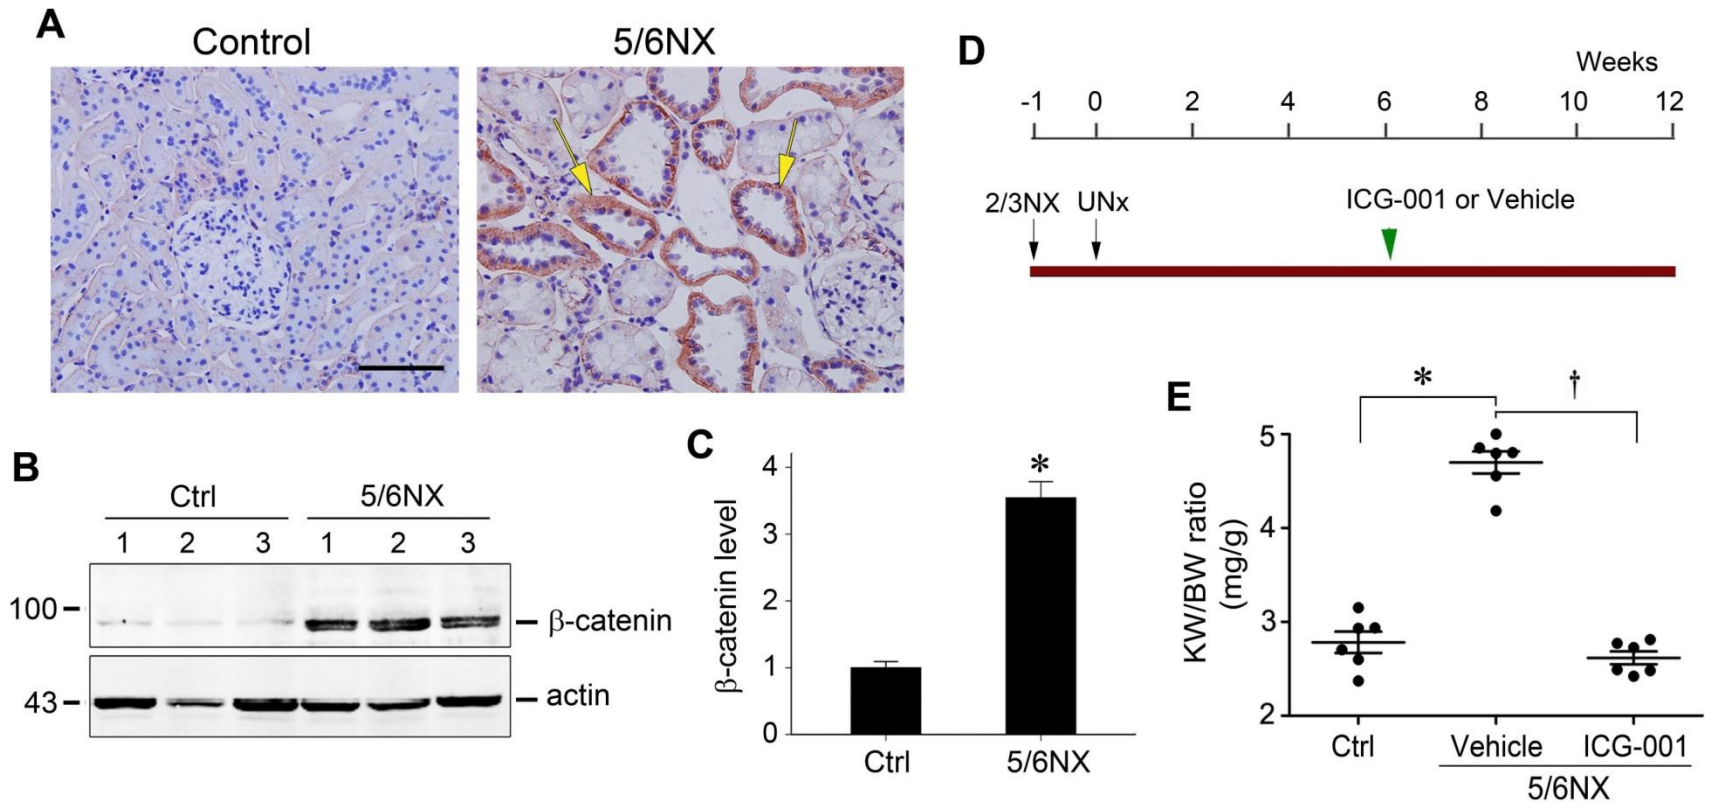 A
Control 5/6NX
B
Ctrl 5/6NX
1 2 3 1 2 3
100 β-catenin
43 actin
C
β-catenin level
4
3
2
1
0
*
Ctrl 5/6NX
D
Weeks
-1 0 2 4 6 8 10 12
2/3NX UNx ICG-001 or Vehicle
E
* †
KW/BW ratio
(mg/g)
5
4
3
2
Ctrl Vehicle ICG-001
5/6NX